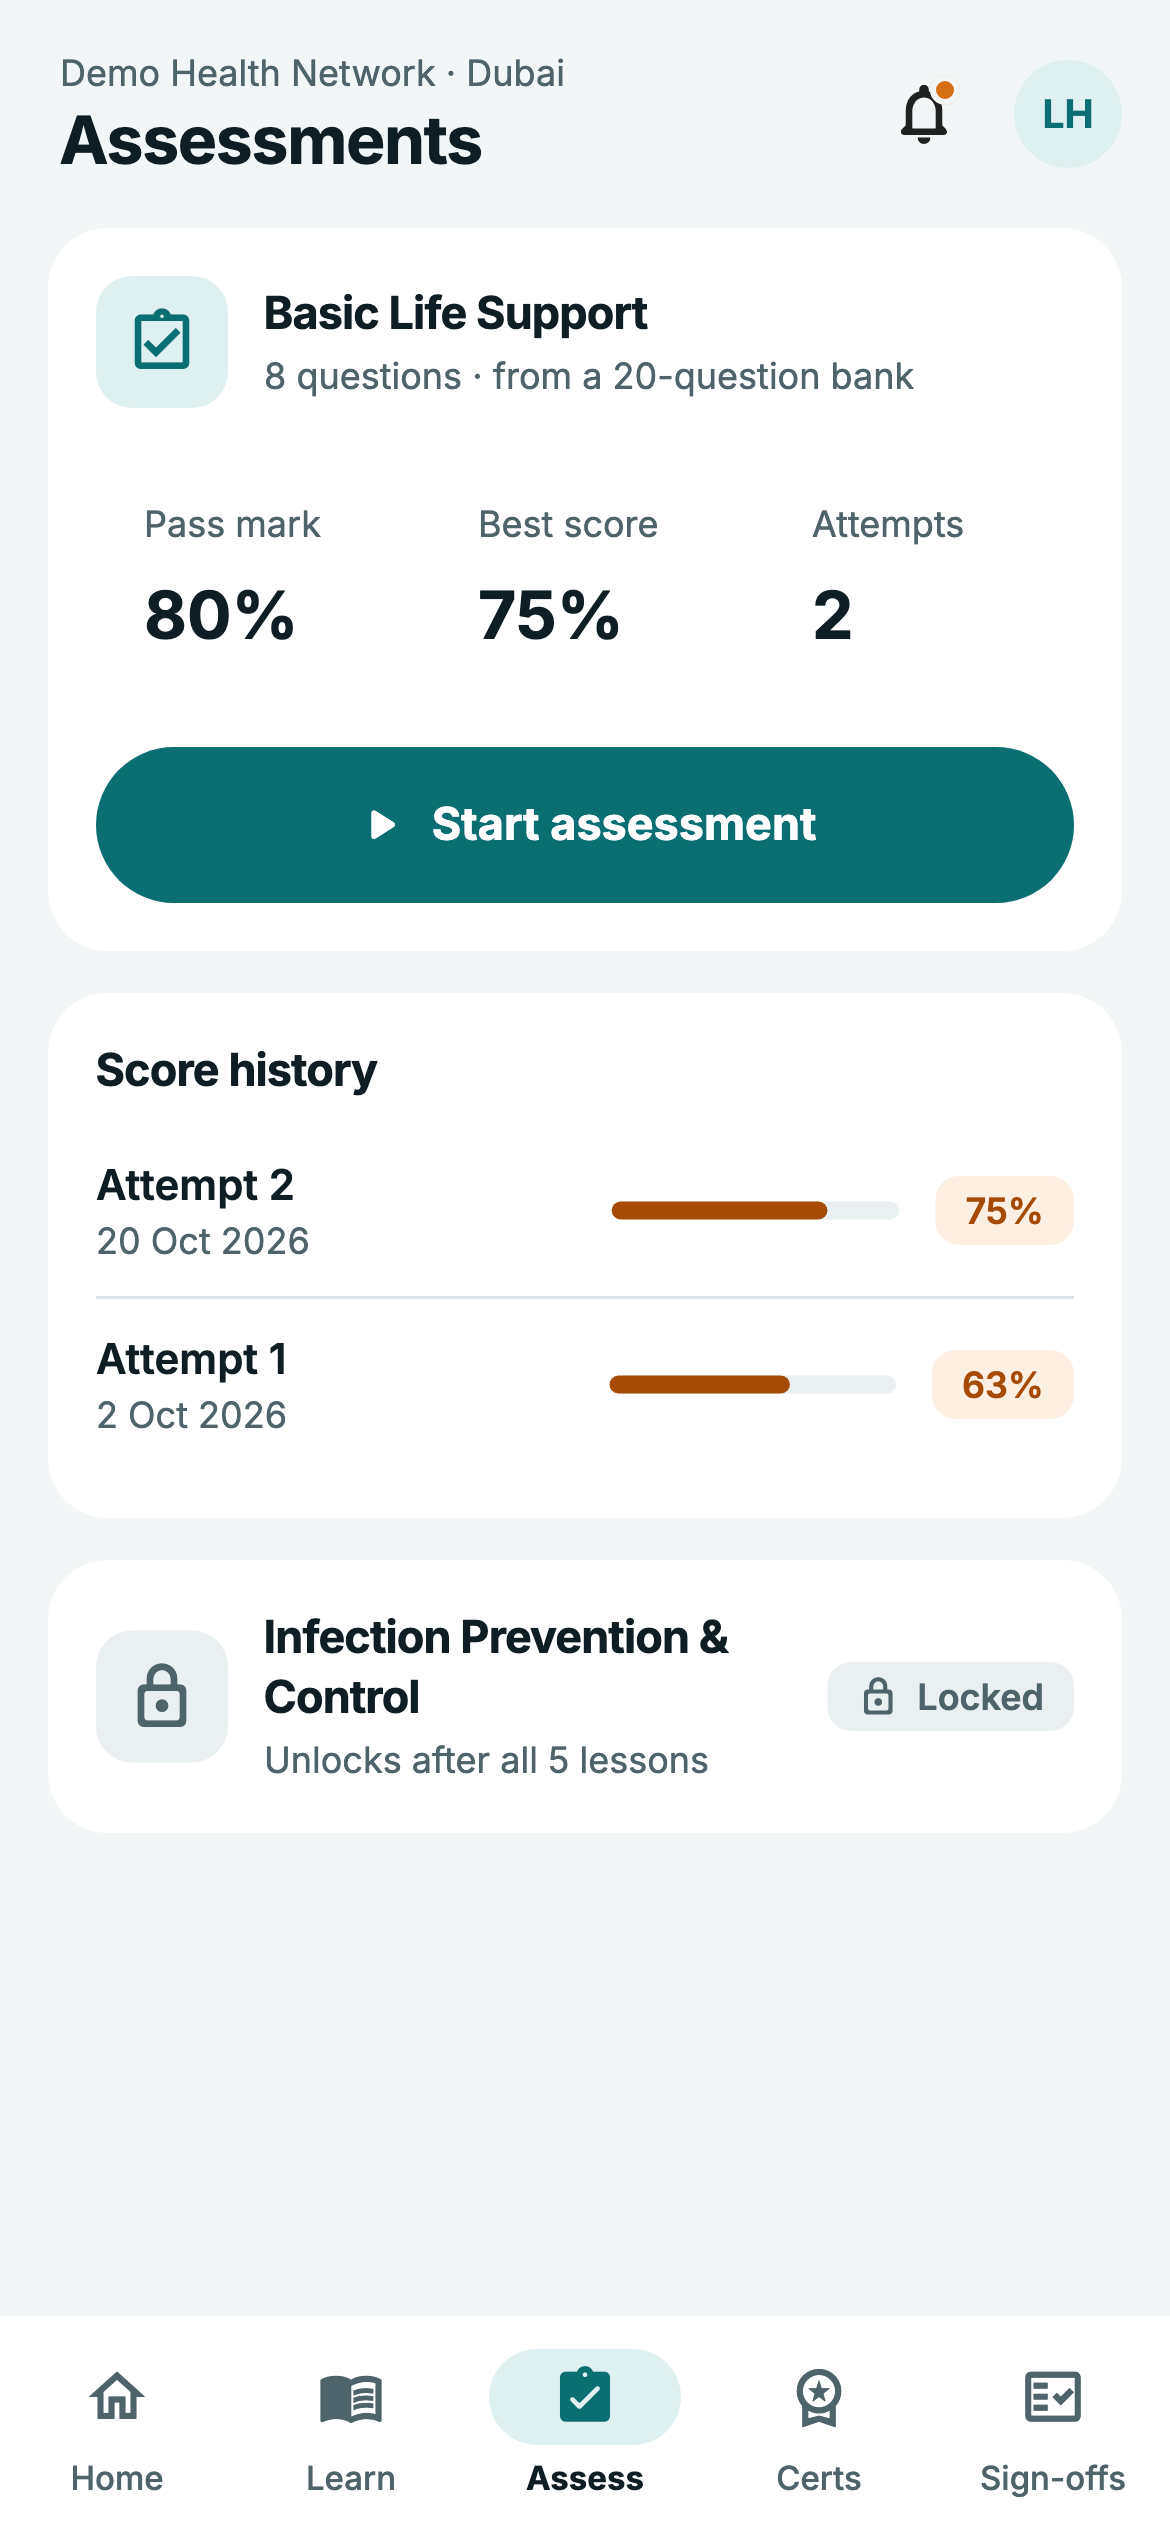 Demo Health Network · Dubai
Assessments
LH
Basic Life Support
8 questions · from a 20-question bank
Pass mark
Best score
Attempts
80%
75%
2
Start assessment
Score history
Attempt 2
20 Oct 2026
75%
Attempt 1
2 Oct 2026
63%
Infection Prevention &
Control
Unlocks after all 5 lessons
Locked
Home
Learn
Assess
Certs
Sign-offs